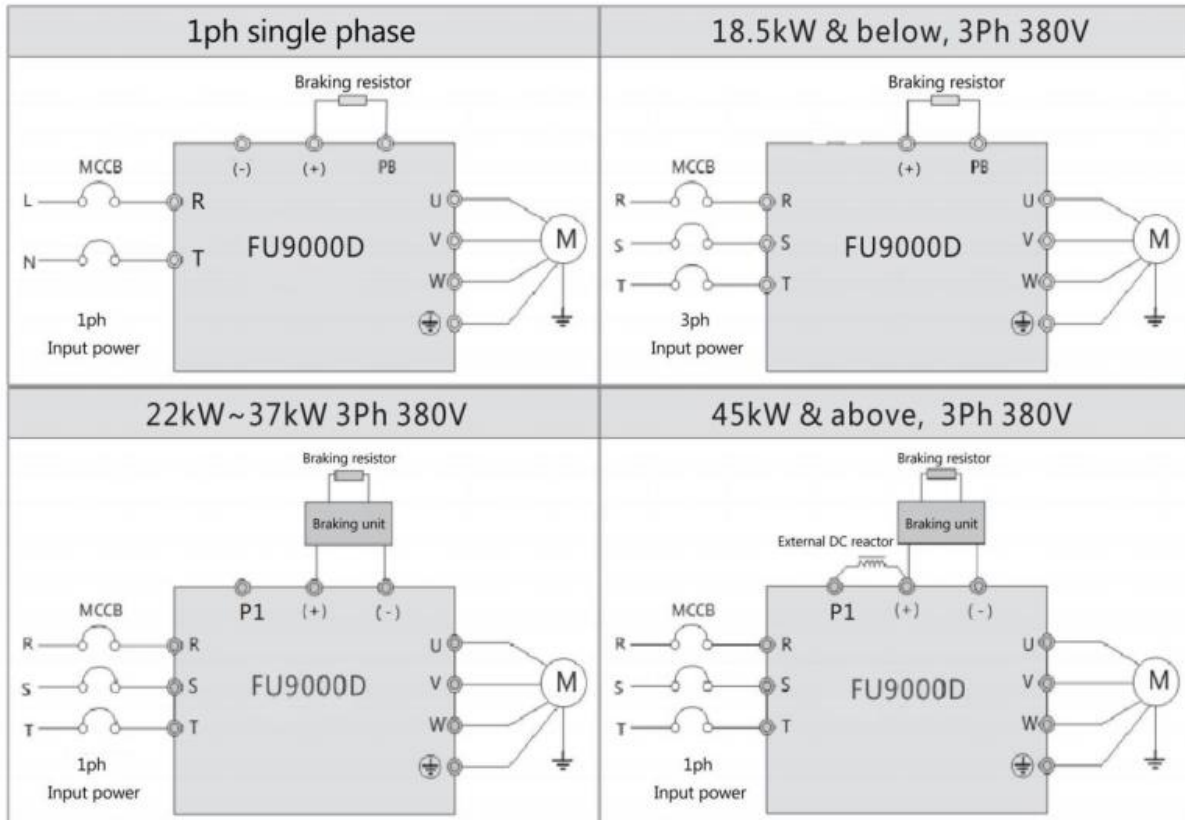 1ph single phase
Braking resistor
MCCB
(-) (+) PB
L R
N T
FU9000D
U
V
W
M
1ph
Input power
18.5kW & below, 3Ph 380V
Braking resistor
MCCB
(+) PB
R R
S S
T T
FU9000D
U
V
W
M
3ph
Input power
22kW~37kW 3Ph 380V
Braking resistor
Braking unit
MCCB
P1 (+) (-)
R R
S S
T T
FU9000D
U
V
W
M
1ph
Input power
45kW & above, 3Ph 380V
Braking resistor
Braking unit
External DC reactor
MCCB
P1 (+) (-)
R R
S S
T T
FU9000D
U
V
W
M
1ph
Input power